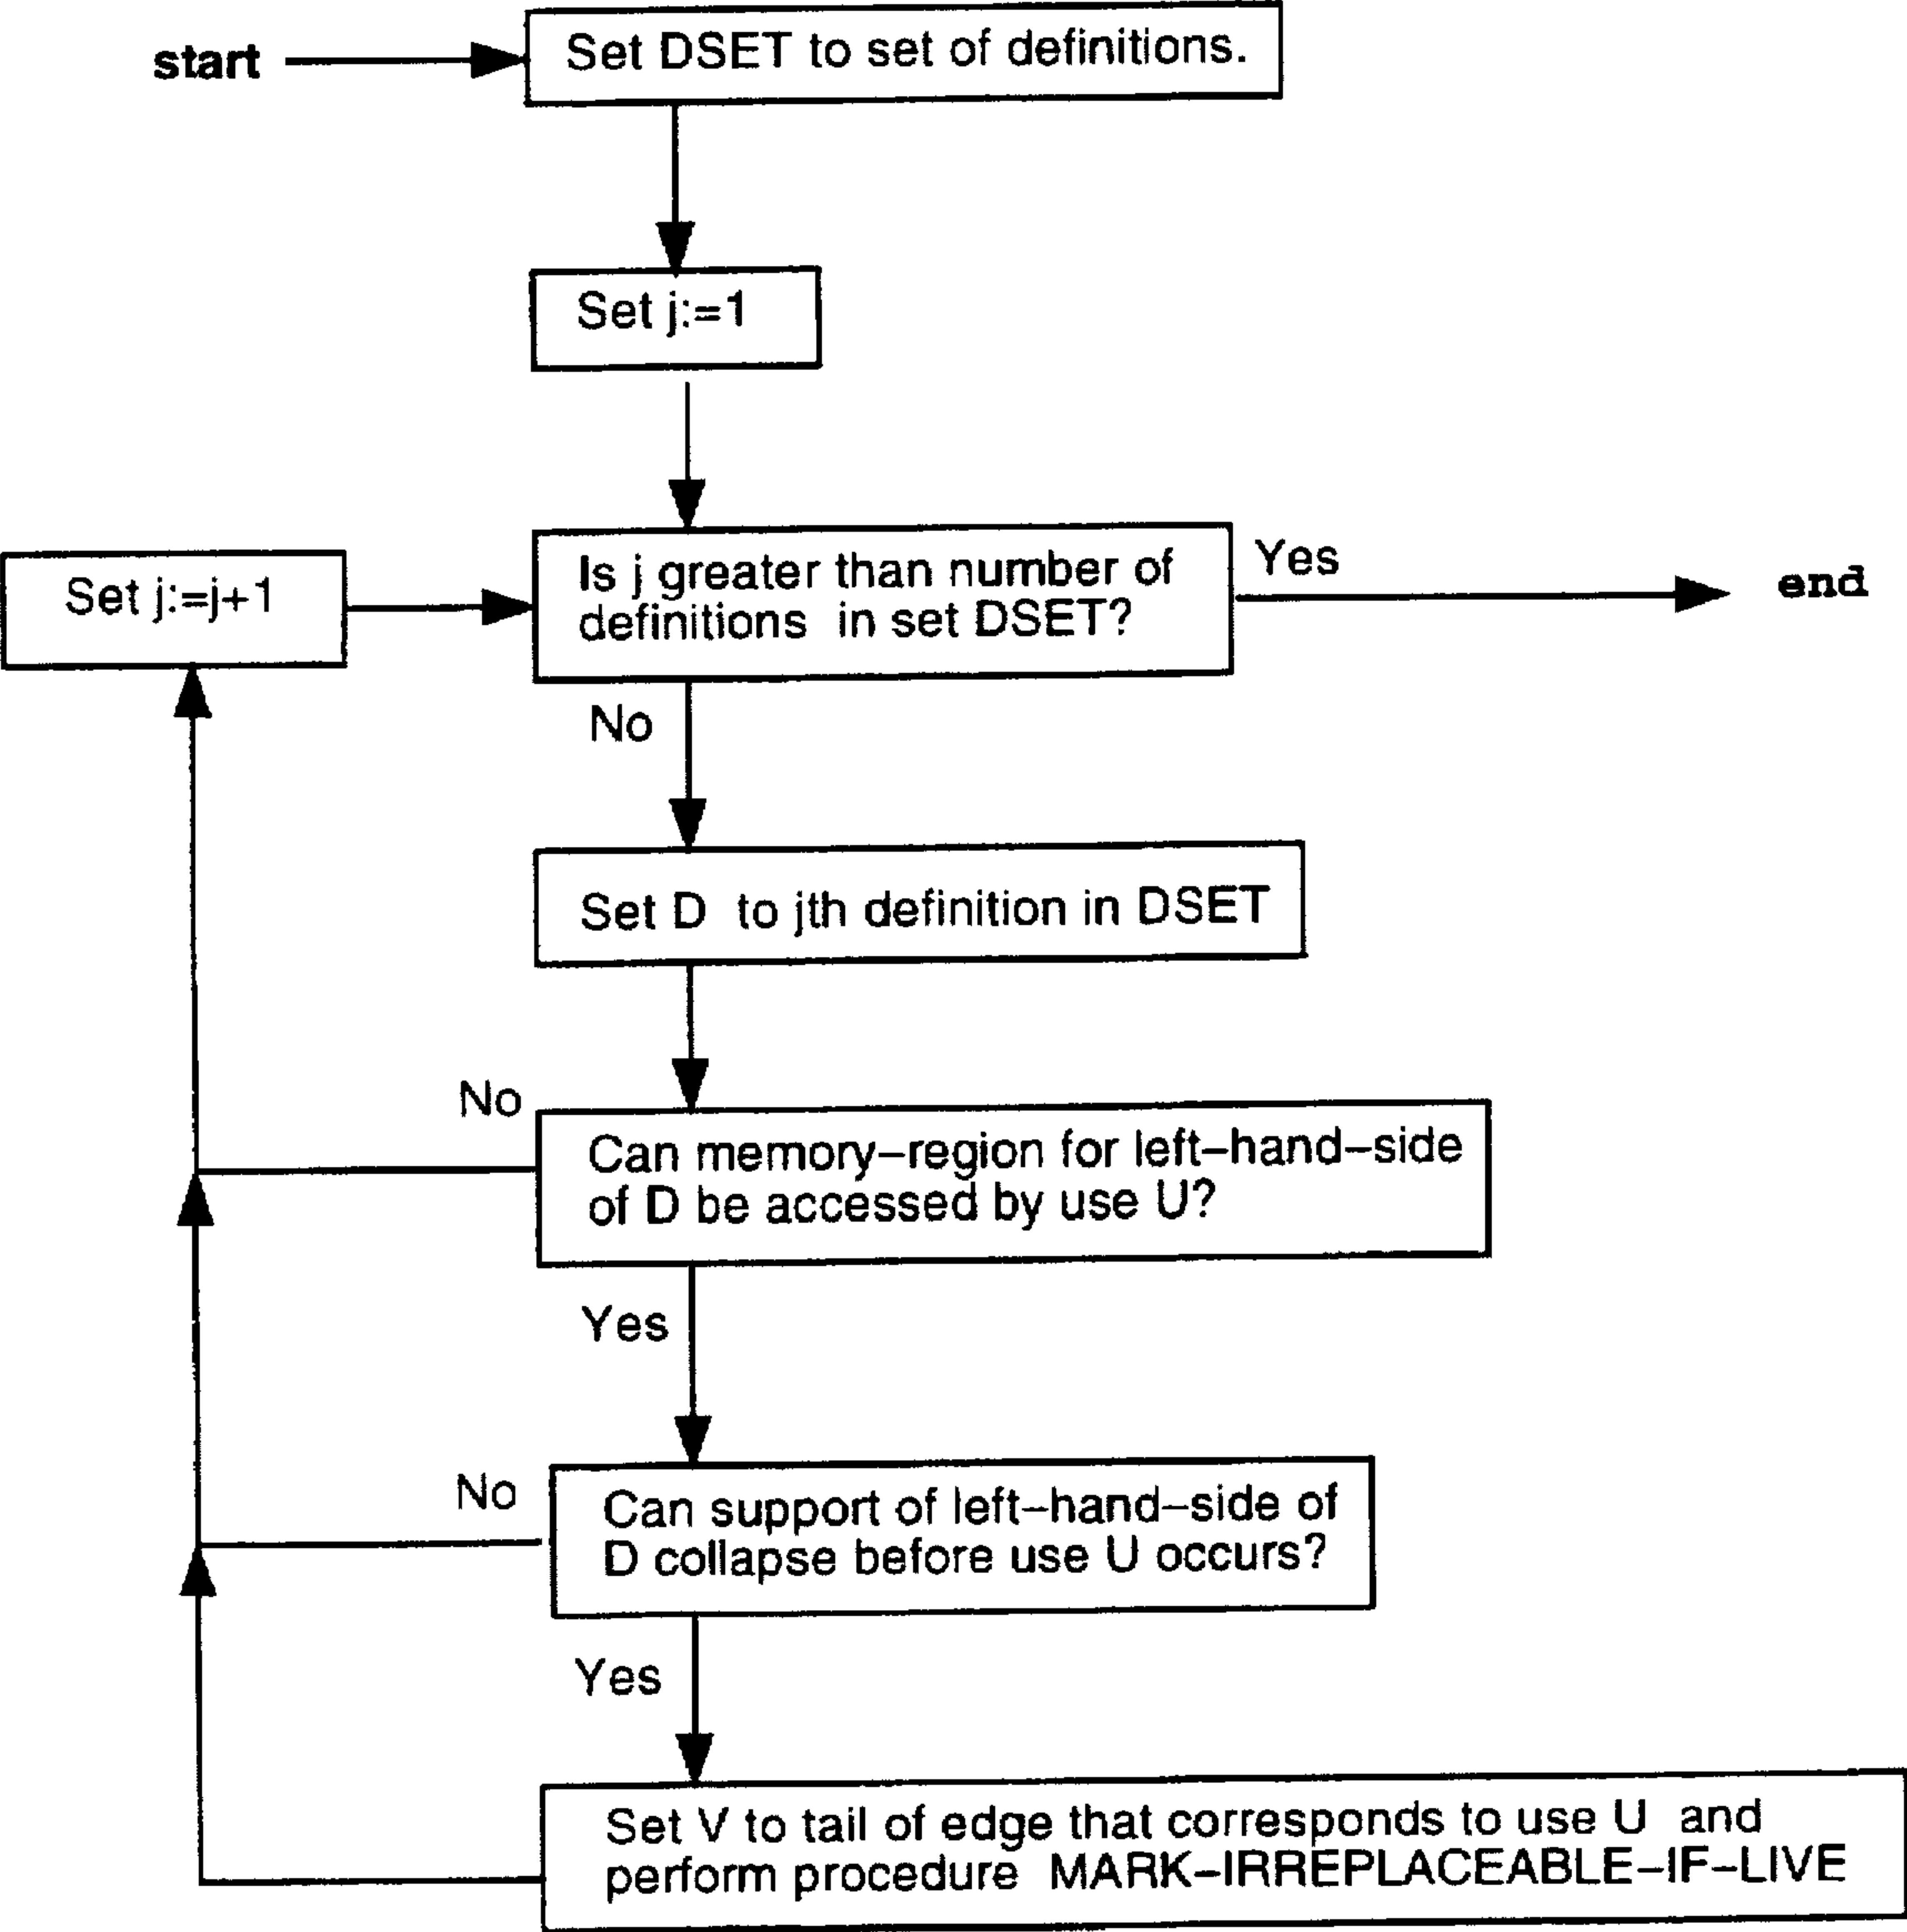 start
Set DSET to set of definitions.
Set j:=1
Set j:=j+1
Is j greater than number of
definitions in set DSET?
Yes
end
No
Set D to jth definition in DSET
No
Can memory-region for left-hand-side
of D be accessed by use U?
Yes
No
Can support of left-hand-side of
D collapse before use U occurs?
Yes
Set V to tail of edge that corresponds to use U and
perform procedure MARK-IRREPLACEABLE-IF-LIVE